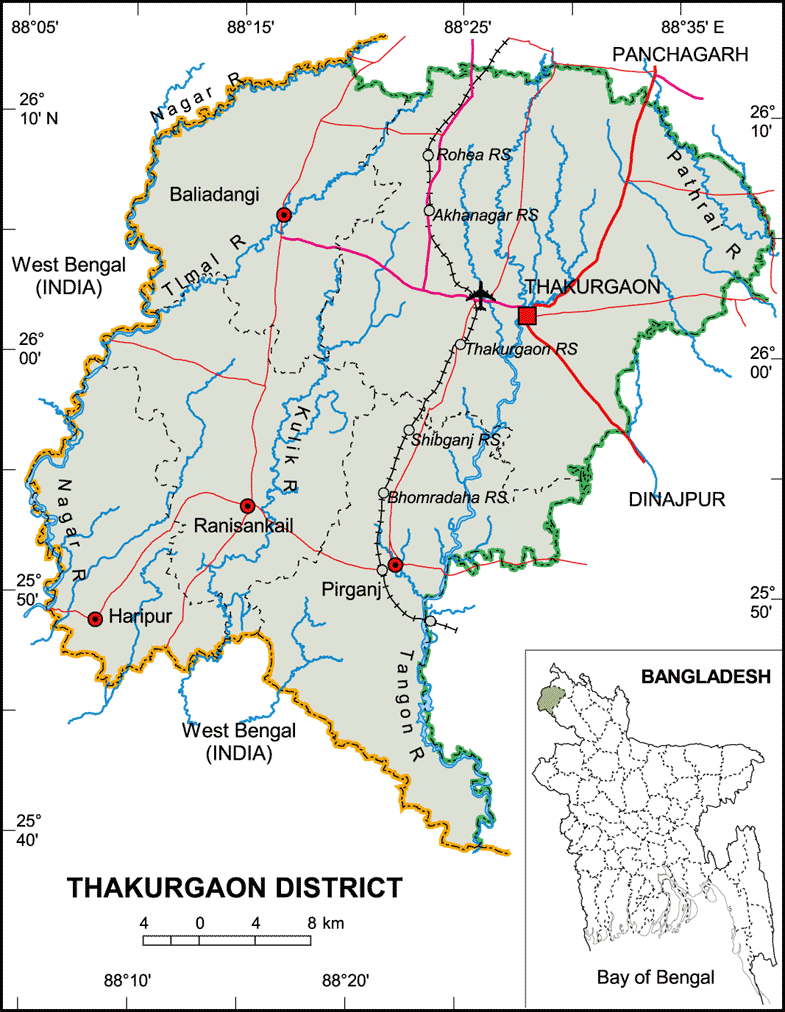 88°05'
88°15'
88°25'
88°35' E
PANCHAGARH
Nagar R
26°
10' N
26°
10'
Rohea RS
Pathrai R
Baliadangi
Akhanagar RS
Tlmal R
West Bengal
(INDIA)
THAKURGAON
26°
00'
Thakurgaon RS
26°
00'
Kulik R
Shibganj RS
Nagar R
Bhomradaha RS
DINAJPUR
Ranisankail
25°
50'
Pirganj
25°
50'
Haripur
Tangon R
West Bengal
(INDIA)
BANGLADESH
25°
40'
THAKURGAON DISTRICT
4 0 4 8 km
Bay of Bengal
88°10'
88°20'